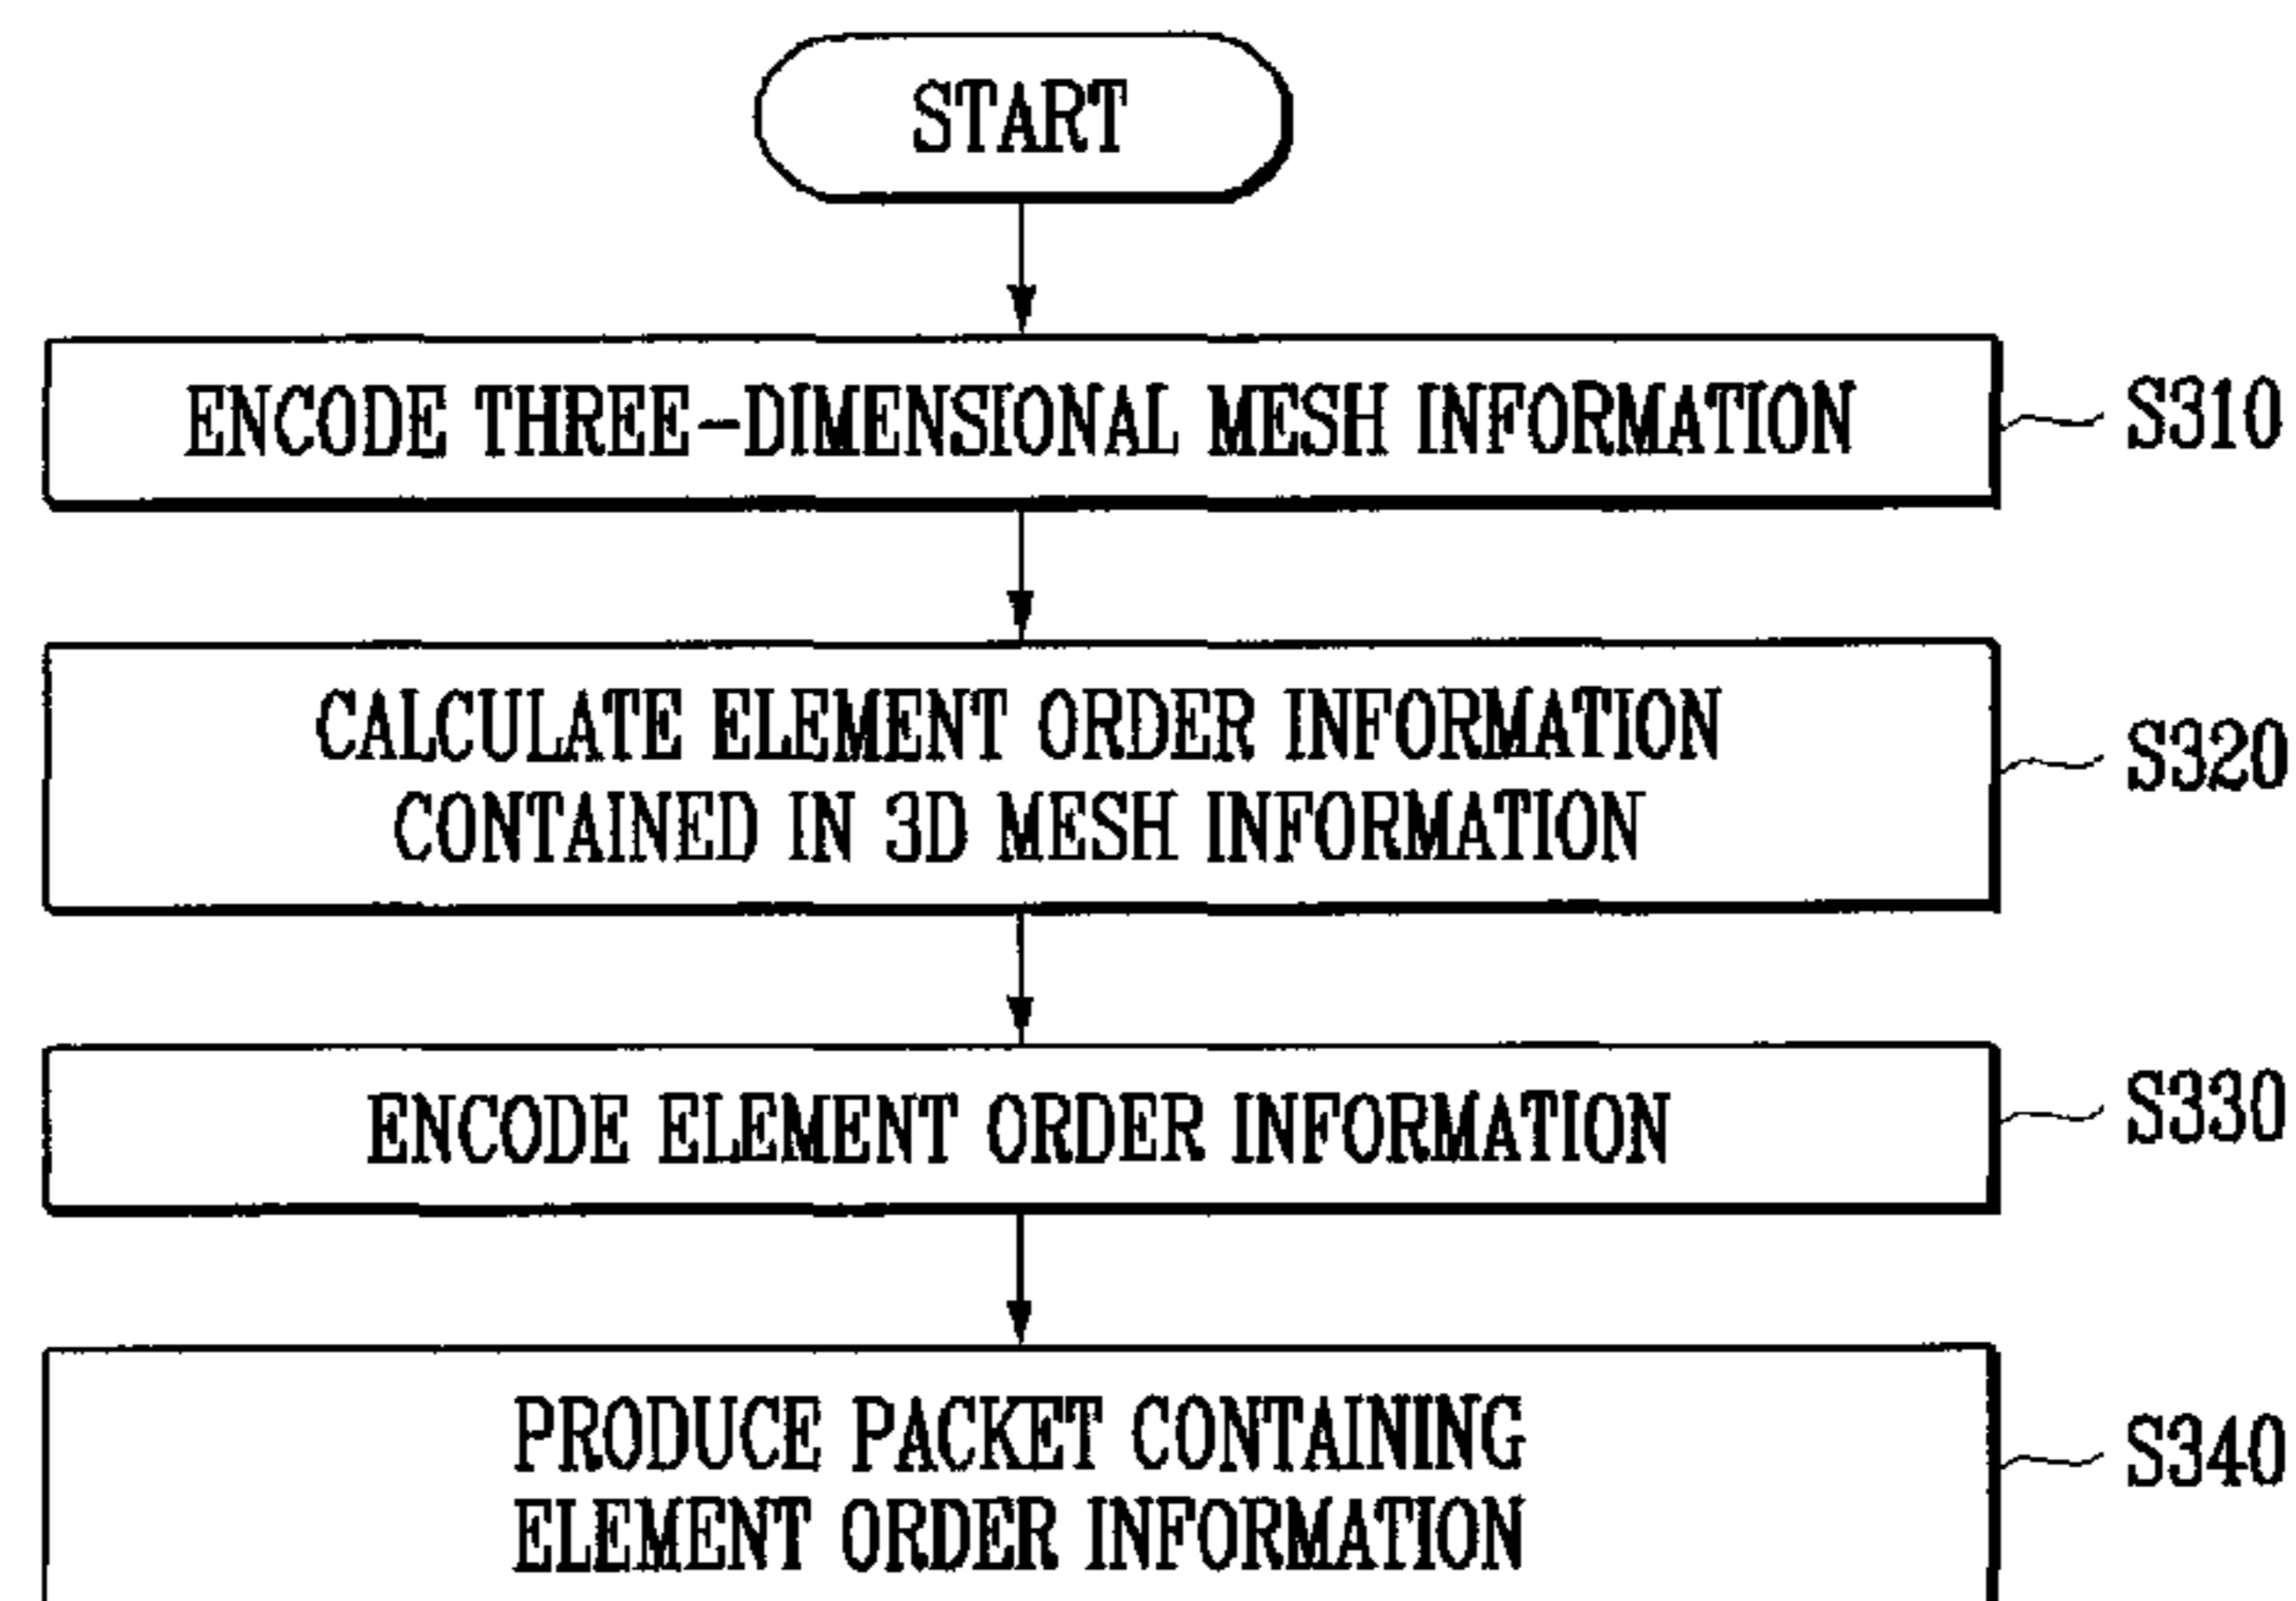 START
ENCODE THREE-DIMENSIONAL MESH INFORMATION
S310
CALCULATE ELEMENT ORDER INFORMATION
CONTAINED IN 3D MESH INFORMATION
S320
ENCODE ELEMENT ORDER INFORMATION
S330
PRODUCE PACKET CONTAINING
ELEMENT ORDER INFORMATION
S340